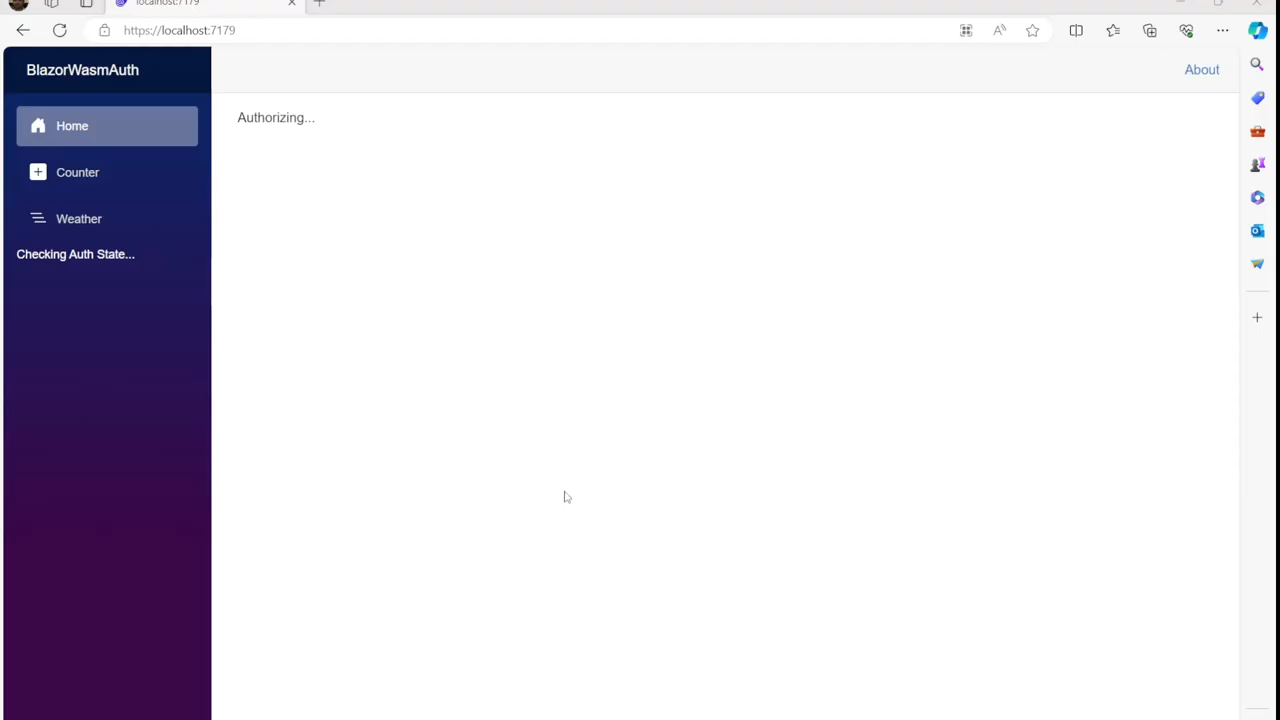 localhost:7179
https://localhost:7179
BlazorWasmAuth
About
Home
Authorizing...
Counter
Weather
Checking Auth State...